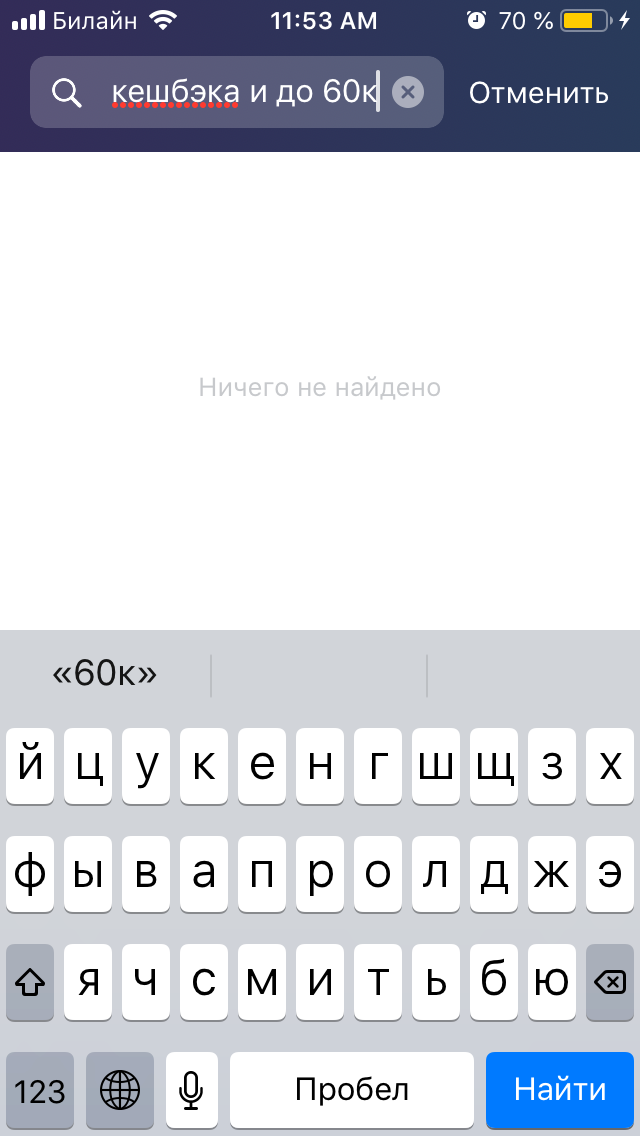 Билайн 11:53 AM 70 %
кешбэка и до 60к Отменить
Ничего не найдено
«60к»
й ц у к е н г ш щ з х
ф ы в а п р о л д ж э
я ч с м и т ь б ю
123 Пробел Найти